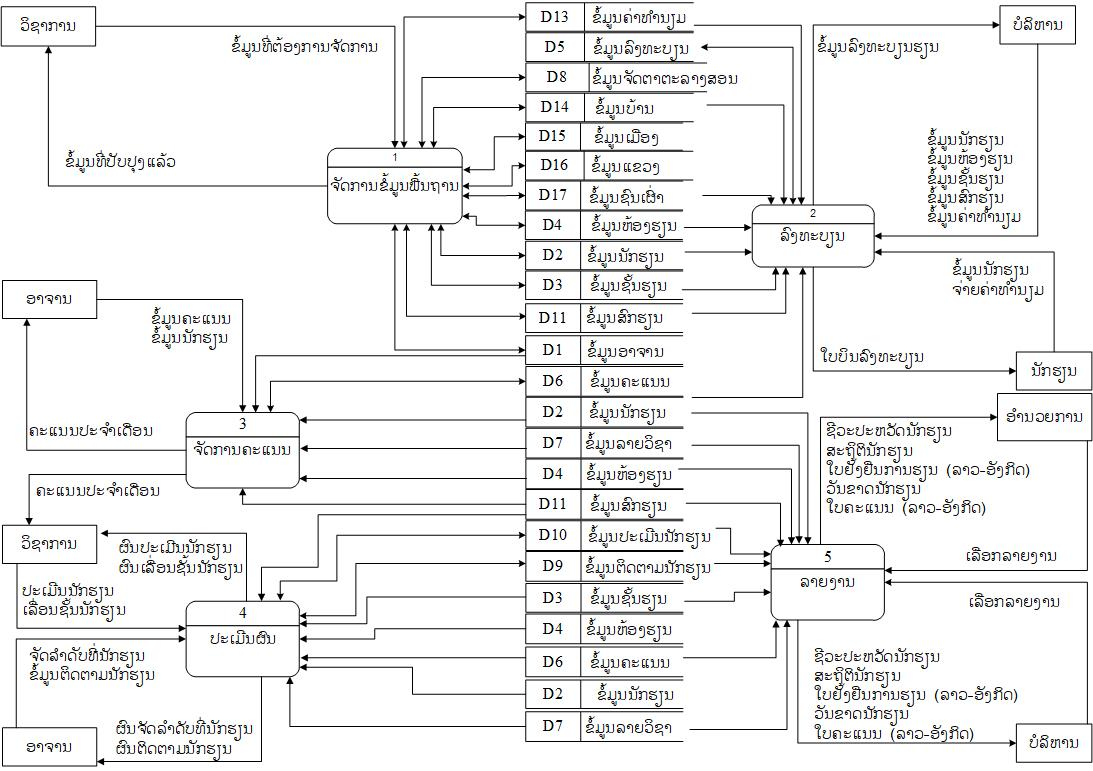 ວິຊາການ
ຂໍ້ມູນທີ່ຕ້ອງການຈັດການ
ຂໍ້ມູນທີ່ປັບປຸງແລ້ວ
1
ຈັດການຂໍ້ມູນພື້ນຖານ
D13 ຂໍ້ມູນຄ່າທຳນຽມ
D5 ຂໍ້ມູນລົງທະບຽນ
D8 ຂໍ້ມູນຈັດຕາຕະລາງສອນ
D14 ຂໍ້ມູນບ້ານ
D15 ຂໍ້ມູນເມືອງ
D16 ຂໍ້ມູນແຂວງ
D17 ຂໍ້ມູນຊົນເຜົ່າ
D4 ຂໍ້ມູນຫ້ອງຮຽນ
D2 ຂໍ້ມູນນັກຮຽນ
D3 ຂໍ້ມູນຊັ້ນຮຽນ
D11 ຂໍ້ມູນສົກຮຽນ
D1 ຂໍ້ມູນອາຈານ
D6 ຂໍ້ມູນຄະແນນ
D2 ຂໍ້ມູນນັກຮຽນ
D7 ຂໍ້ມູນລາຍວິຊາ
D4 ຂໍ້ມູນຫ້ອງຮຽນ
D11 ຂໍ້ມູນສົກຮຽນ
D10 ຂໍ້ມູນປະເມີນນັກຮຽນ
D9 ຂໍ້ມູນຕິດຕາມນັກຮຽນ
D3 ຂໍ້ມູນຊັ້ນຮຽນ
D4 ຂໍ້ມູນຫ້ອງຮຽນ
D6 ຂໍ້ມູນຄະແນນ
D2 ຂໍ້ມູນນັກຮຽນ
D7 ຂໍ້ມູນລາຍວິຊາ
ບໍລິຫານ
ຂໍ້ມູນລົງທະບຽນຮຽນ
ຂໍ້ມູນນັກຮຽນ
ຂໍ້ມູນຫ້ອງຮຽນ
ຂໍ້ມູນຊັ້ນຮຽນ
ຂໍ້ມູນສົກຮຽນ
ຂໍ້ມູນຄ່າທຳນຽມ
2
ລົງທະບຽນ
ຂໍ້ມູນນັກຮຽນ
ຈ່າຍຄ່າທຳນຽມ
ໃບບິນລົງທະບຽນ
ນັກຮຽນ
ອາຈານ
ຂໍ້ມູນຄະແນນ
ຂໍ້ມູນນັກຮຽນ
3
ຈັດການຄະແນນ
ຄະແນນປະຈຳເດືອນ
ຄະແນນປະຈຳເດືອນ
ວິຊາການ
ຜົນປະເມີນນັກຮຽນ
ຜົນເລື່ອນຊັ້ນນັກຮຽນ
ປະເມີນນັກຮຽນ
ເລື່ອນຊັ້ນນັກຮຽນ
4
ປະເມີນຜົນ
ຈັດລຳດັບທີ່ນັກຮຽນ
ຂໍ້ມູນຕິດຕາມນັກຮຽນ
ຜົນຈັດລຳດັບທີ່ນັກຮຽນ
ຜົນຕິດຕາມນັກຮຽນ
ອາຈານ
ອຳນວຍການ
ຊີວະປະຫວັດນັກຮຽນ
ສະຖິຕິນັກຮຽນ
ໃບຢັ້ງຢືນການຮຽນ (ລາວ-ອັງກິດ)
ວັນຂາດນັກຮຽນ
ໃບຄະແນນ (ລາວ-ອັງກິດ)
5
ລາຍງານ
ເລືອກລາຍງານ
ເລືອກລາຍງານ
ຊີວະປະຫວັດນັກຮຽນ
ສະຖິຕິນັກຮຽນ
ໃບຢັ້ງຢືນການຮຽນ (ລາວ-ອັງກິດ)
ວັນຂາດນັກຮຽນ
ໃບຄະແນນ (ລາວ-ອັງກິດ)
ບໍລິຫານ